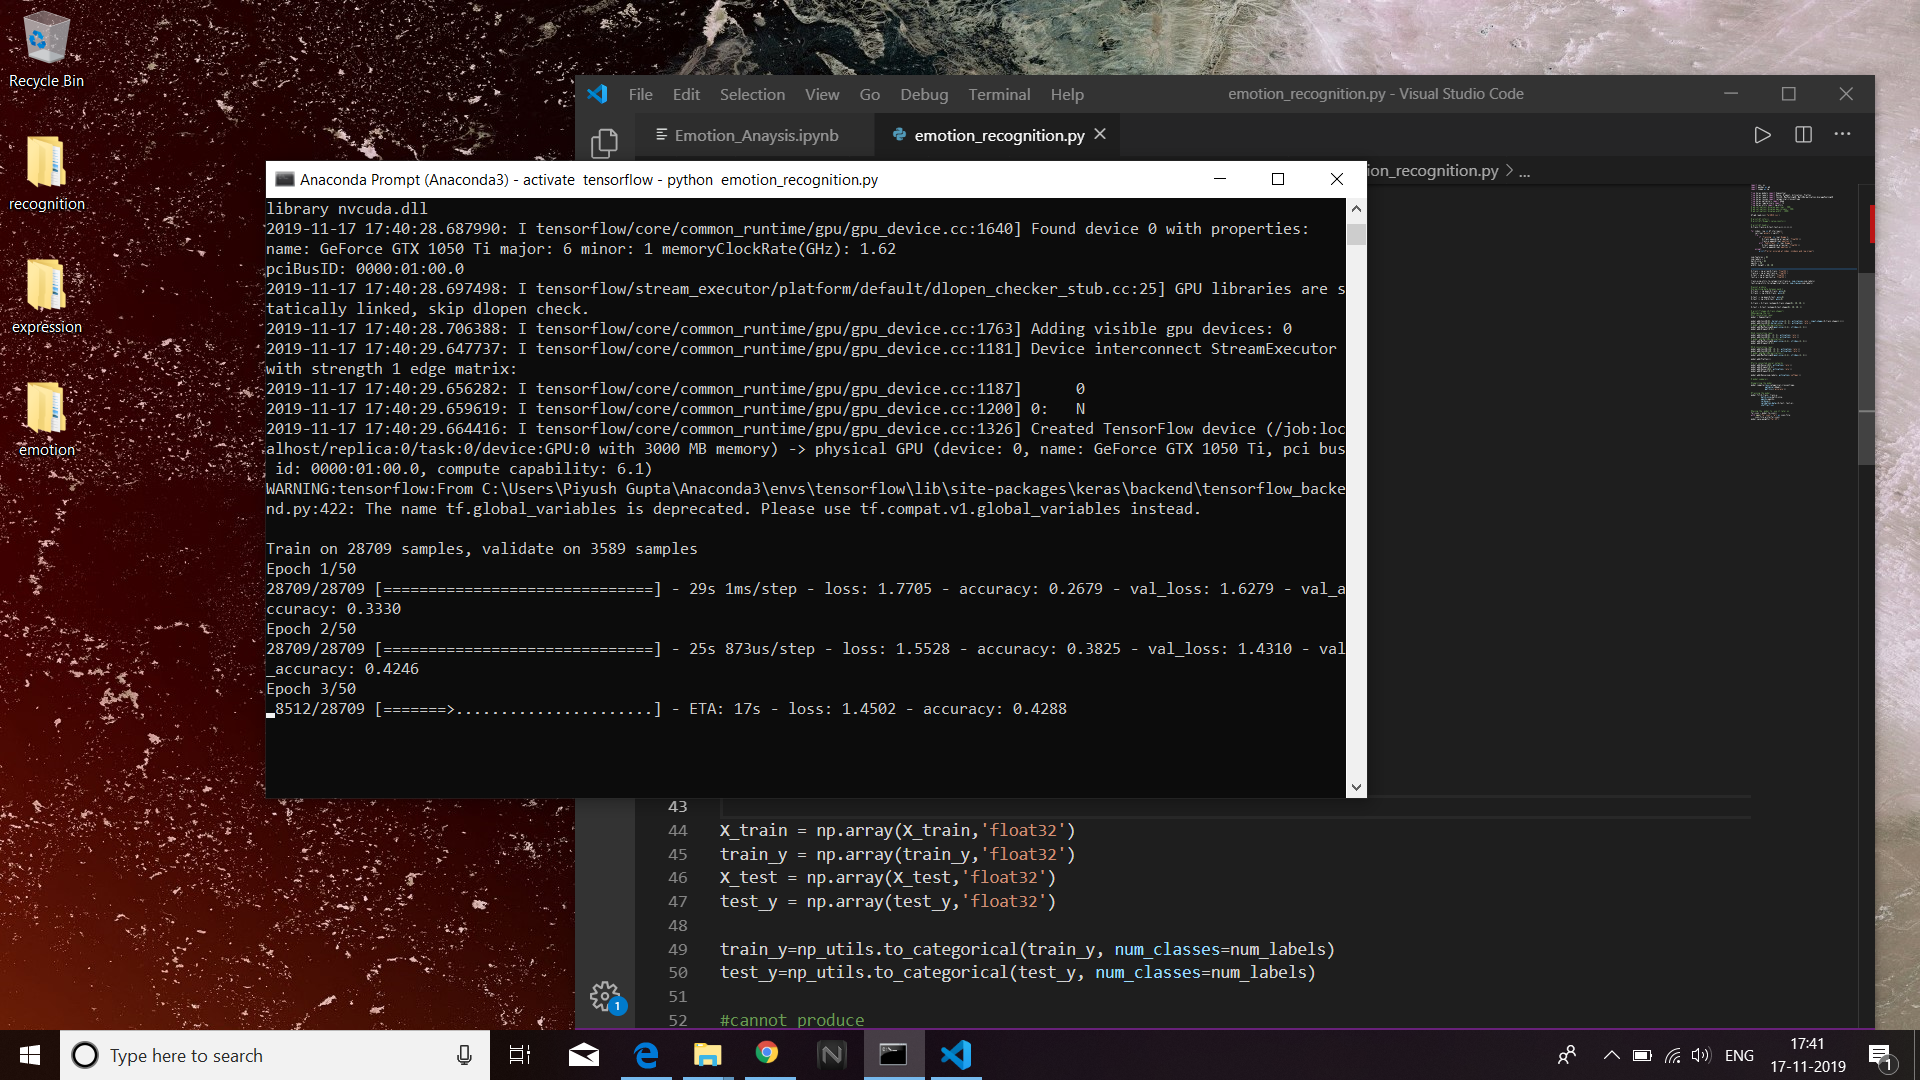 Recycle Bin
recognition
expression
emotion
File Edit Selection View Go Debug Terminal Help
emotion_recognition.py - Visual Studio Code
Emotion_Anaysis.ipynb
emotion_recognition.py
ion_recognition.py > ...
Anaconda Prompt (Anaconda3) - activate tensorflow - python emotion_recognition.py
library nvcuda.dll
2019-11-17 17:40:28.687990: I tensorflow/core/common_runtime/gpu/gpu_device.cc:1640] Found device 0 with properties:
name: GeForce GTX 1050 Ti major: 6 minor: 1 memoryClockRate(GHz): 1.62
pciBusID: 0000:01:00.0
2019-11-17 17:40:28.697498: I tensorflow/stream_executor/platform/default/dlopen_checker_stub.cc:25] GPU libraries are s
tatically linked, skip dlopen check.
2019-11-17 17:40:28.706388: I tensorflow/core/common_runtime/gpu/gpu_device.cc:1763] Adding visible gpu devices: 0
2019-11-17 17:40:29.647737: I tensorflow/core/common_runtime/gpu/gpu_device.cc:1181] Device interconnect StreamExecutor
with strength 1 edge matrix:
2019-11-17 17:40:29.656282: I tensorflow/core/common_runtime/gpu/gpu_device.cc:1187]      0
2019-11-17 17:40:29.659619: I tensorflow/core/common_runtime/gpu/gpu_device.cc:1200] 0:   N
2019-11-17 17:40:29.664416: I tensorflow/core/common_runtime/gpu/gpu_device.cc:1326] Created TensorFlow device (/job:loc
alhost/replica:0/task:0/device:GPU:0 with 3000 MB memory) -> physical GPU (device: 0, name: GeForce GTX 1050 Ti, pci bus
id: 0000:01:00.0, compute capability: 6.1)
WARNING:tensorflow:From C:\Users\Piyush Gupta\Anaconda3\envs\tensorflow\lib\site-packages\keras\backend\tensorflow_backe
nd.py:422: The name tf.global_variables is deprecated. Please use tf.compat.v1.global_variables instead.
Train on 28709 samples, validate on 3589 samples
Epoch 1/50
28709/28709 [==============================] - 29s 1ms/step - loss: 1.7705 - accuracy: 0.2679 - val_loss: 1.6279 - val_a
ccuracy: 0.3330
Epoch 2/50
28709/28709 [==============================] - 25s 873us/step - loss: 1.5528 - accuracy: 0.3825 - val_loss: 1.4310 - val
_accuracy: 0.4246
Epoch 3/50
8512/28709 [=======>......................] - ETA: 17s - loss: 1.4502 - accuracy: 0.4288
43
44 X_train = np.array(X_train,'float32')
45 train_y = np.array(train_y,'float32')
46 X_test = np.array(X_test,'float32')
47 test_y = np.array(test_y,'float32')
48
49 train_y=np_utils.to_categorical(train_y, num_classes=num_labels)
50 test_y=np_utils.to_categorical(test_y, num_classes=num_labels)
51
52 #cannot produce
1
Type here to search
N
ENG
17:41
17-11-2019
1